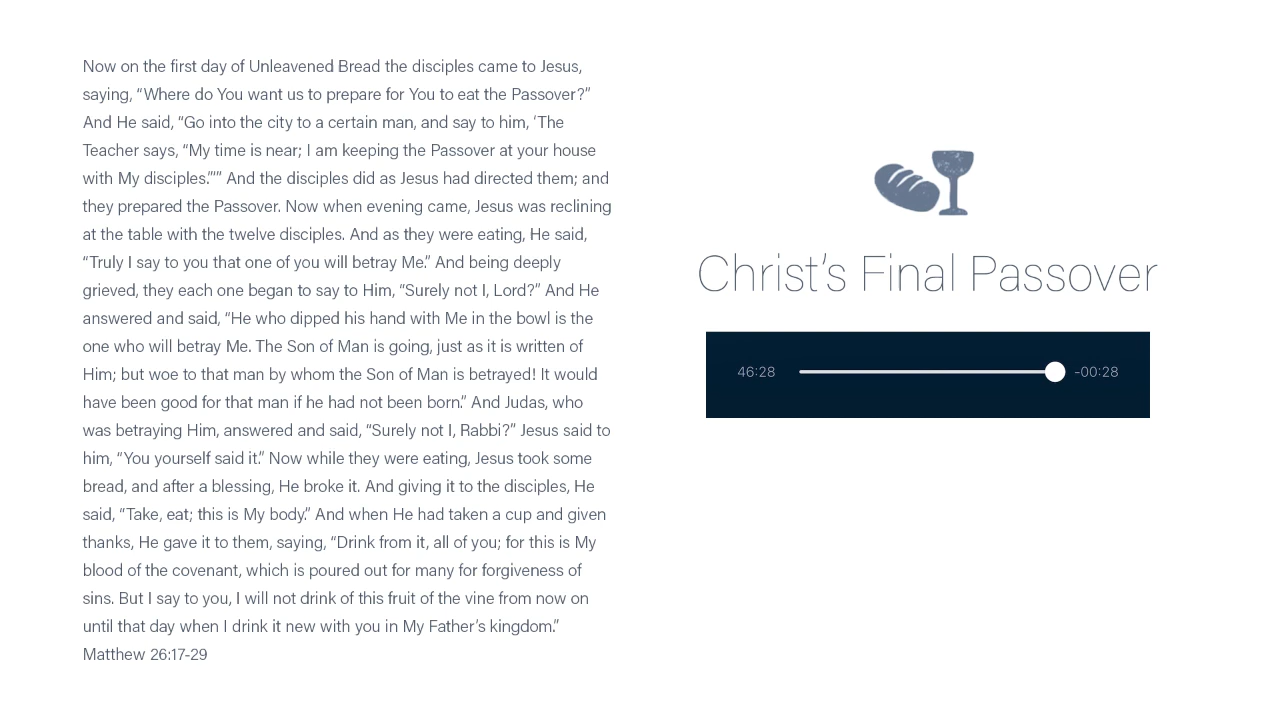 Now on the first day of Unleavened Bread the disciples came to Jesus,
saying, “Where do You want us to prepare for You to eat the Passover?”
And He said, “Go into the city to a certain man, and say to him, ‘The
Teacher says, “My time is near; I am keeping the Passover at your house
with My disciples.”’” And the disciples did as Jesus had directed them; and
they prepared the Passover. Now when evening came, Jesus was reclining
at the table with the twelve disciples. And as they were eating, He said,
“Truly I say to you that one of you will betray Me.” And being deeply
grieved, they each one began to say to Him, “Surely not I, Lord?” And He
answered and said, “He who dipped his hand with Me in the bowl is the
one who will betray Me. The Son of Man is going, just as it is written of
Him; but woe to that man by whom the Son of Man is betrayed! It would
have been good for that man if he had not been born.” And Judas, who
was betraying Him, answered and said, “Surely not I, Rabbi?” Jesus said to
him, “You yourself said it.” Now while they were eating, Jesus took some
bread, and after a blessing, He broke it. And giving it to the disciples, He
said, “Take, eat; this is My body.” And when He had taken a cup and given
thanks, He gave it to them, saying, “Drink from it, all of you; for this is My
blood of the covenant, which is poured out for many for forgiveness of
sins. But I say to you, I will not drink of this fruit of the vine from now on
until that day when I drink it new with you in My Father’s kingdom.”
Matthew 26:17-29
Christ’s Final Passover
46:28 -00:28